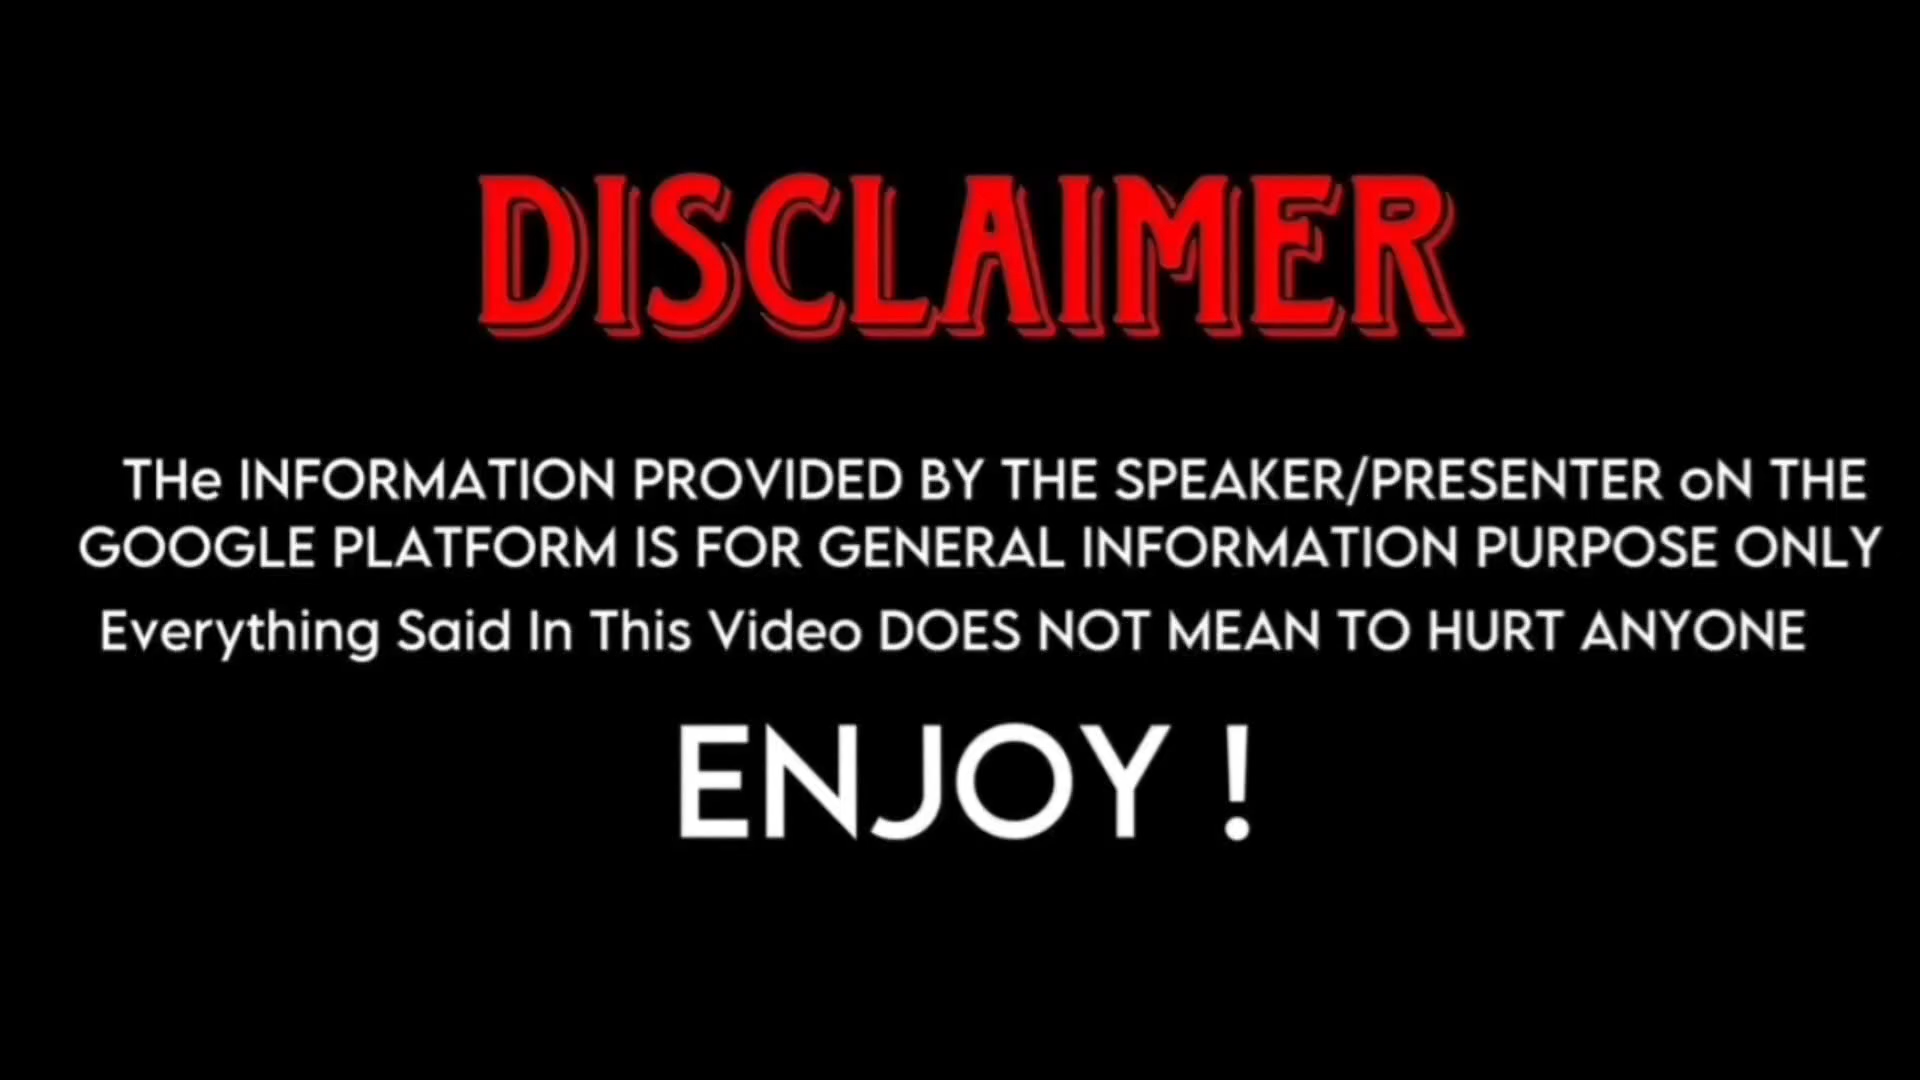 DISCLAIMER
THe INFORMATION PROVIDED BY THE SPEAKER/PRESENTER oN THE
GOOGLE PLATFORM IS FOR GENERAL INFORMATION PURPOSE ONLY
Everything Said In This Video DOES NOT MEAN TO HURT ANYONE
ENJOY !